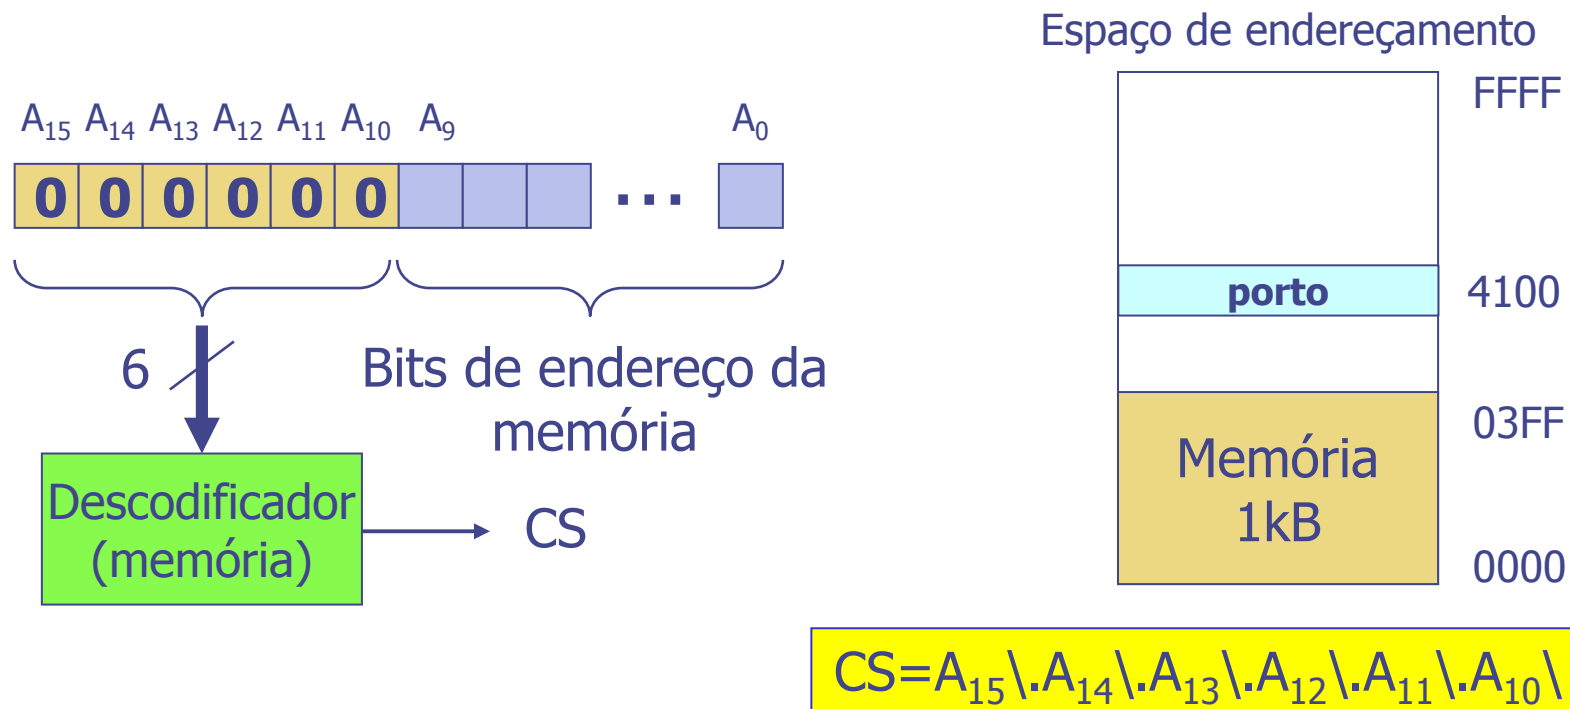 Espaço de endereçamento
A15 A14 A13 A12 A11 A10 A9 A0
0 0 0 0 0 0 ...
6
Bits de endereço da
memória
Descodificador
(memória)
CS
FFFF
porto
4100
03FF
Memória
1kB
0000
CS=A15\.A14\.A13\.A12\.A11\.A10\